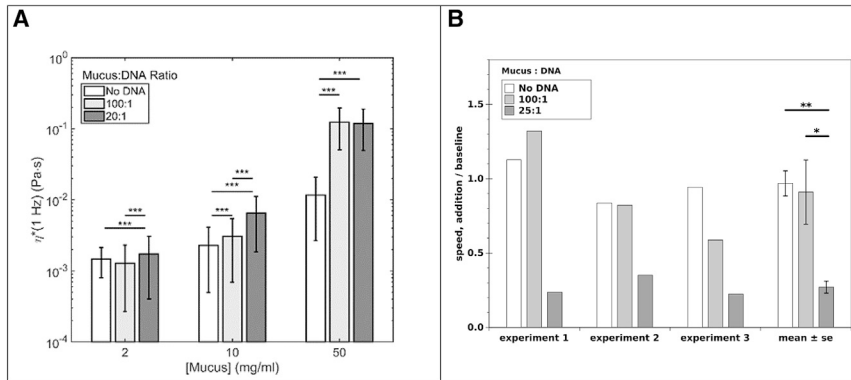 A
Mucus:DNA Ratio
No DNA
100:1
20:1
η*(1 Hz) (Pa·s)
10⁰
10⁻¹
10⁻²
10⁻³
10⁻⁴
***
***
***
***
***
***
***
2
10
50
[Mucus] (mg/ml)
B
Mucus : DNA
No DNA
100:1
25:1
speed, addition / baseline
1.5
1.0
0.5
0.0
**
*
experiment 1
experiment 2
experiment 3
mean ± se